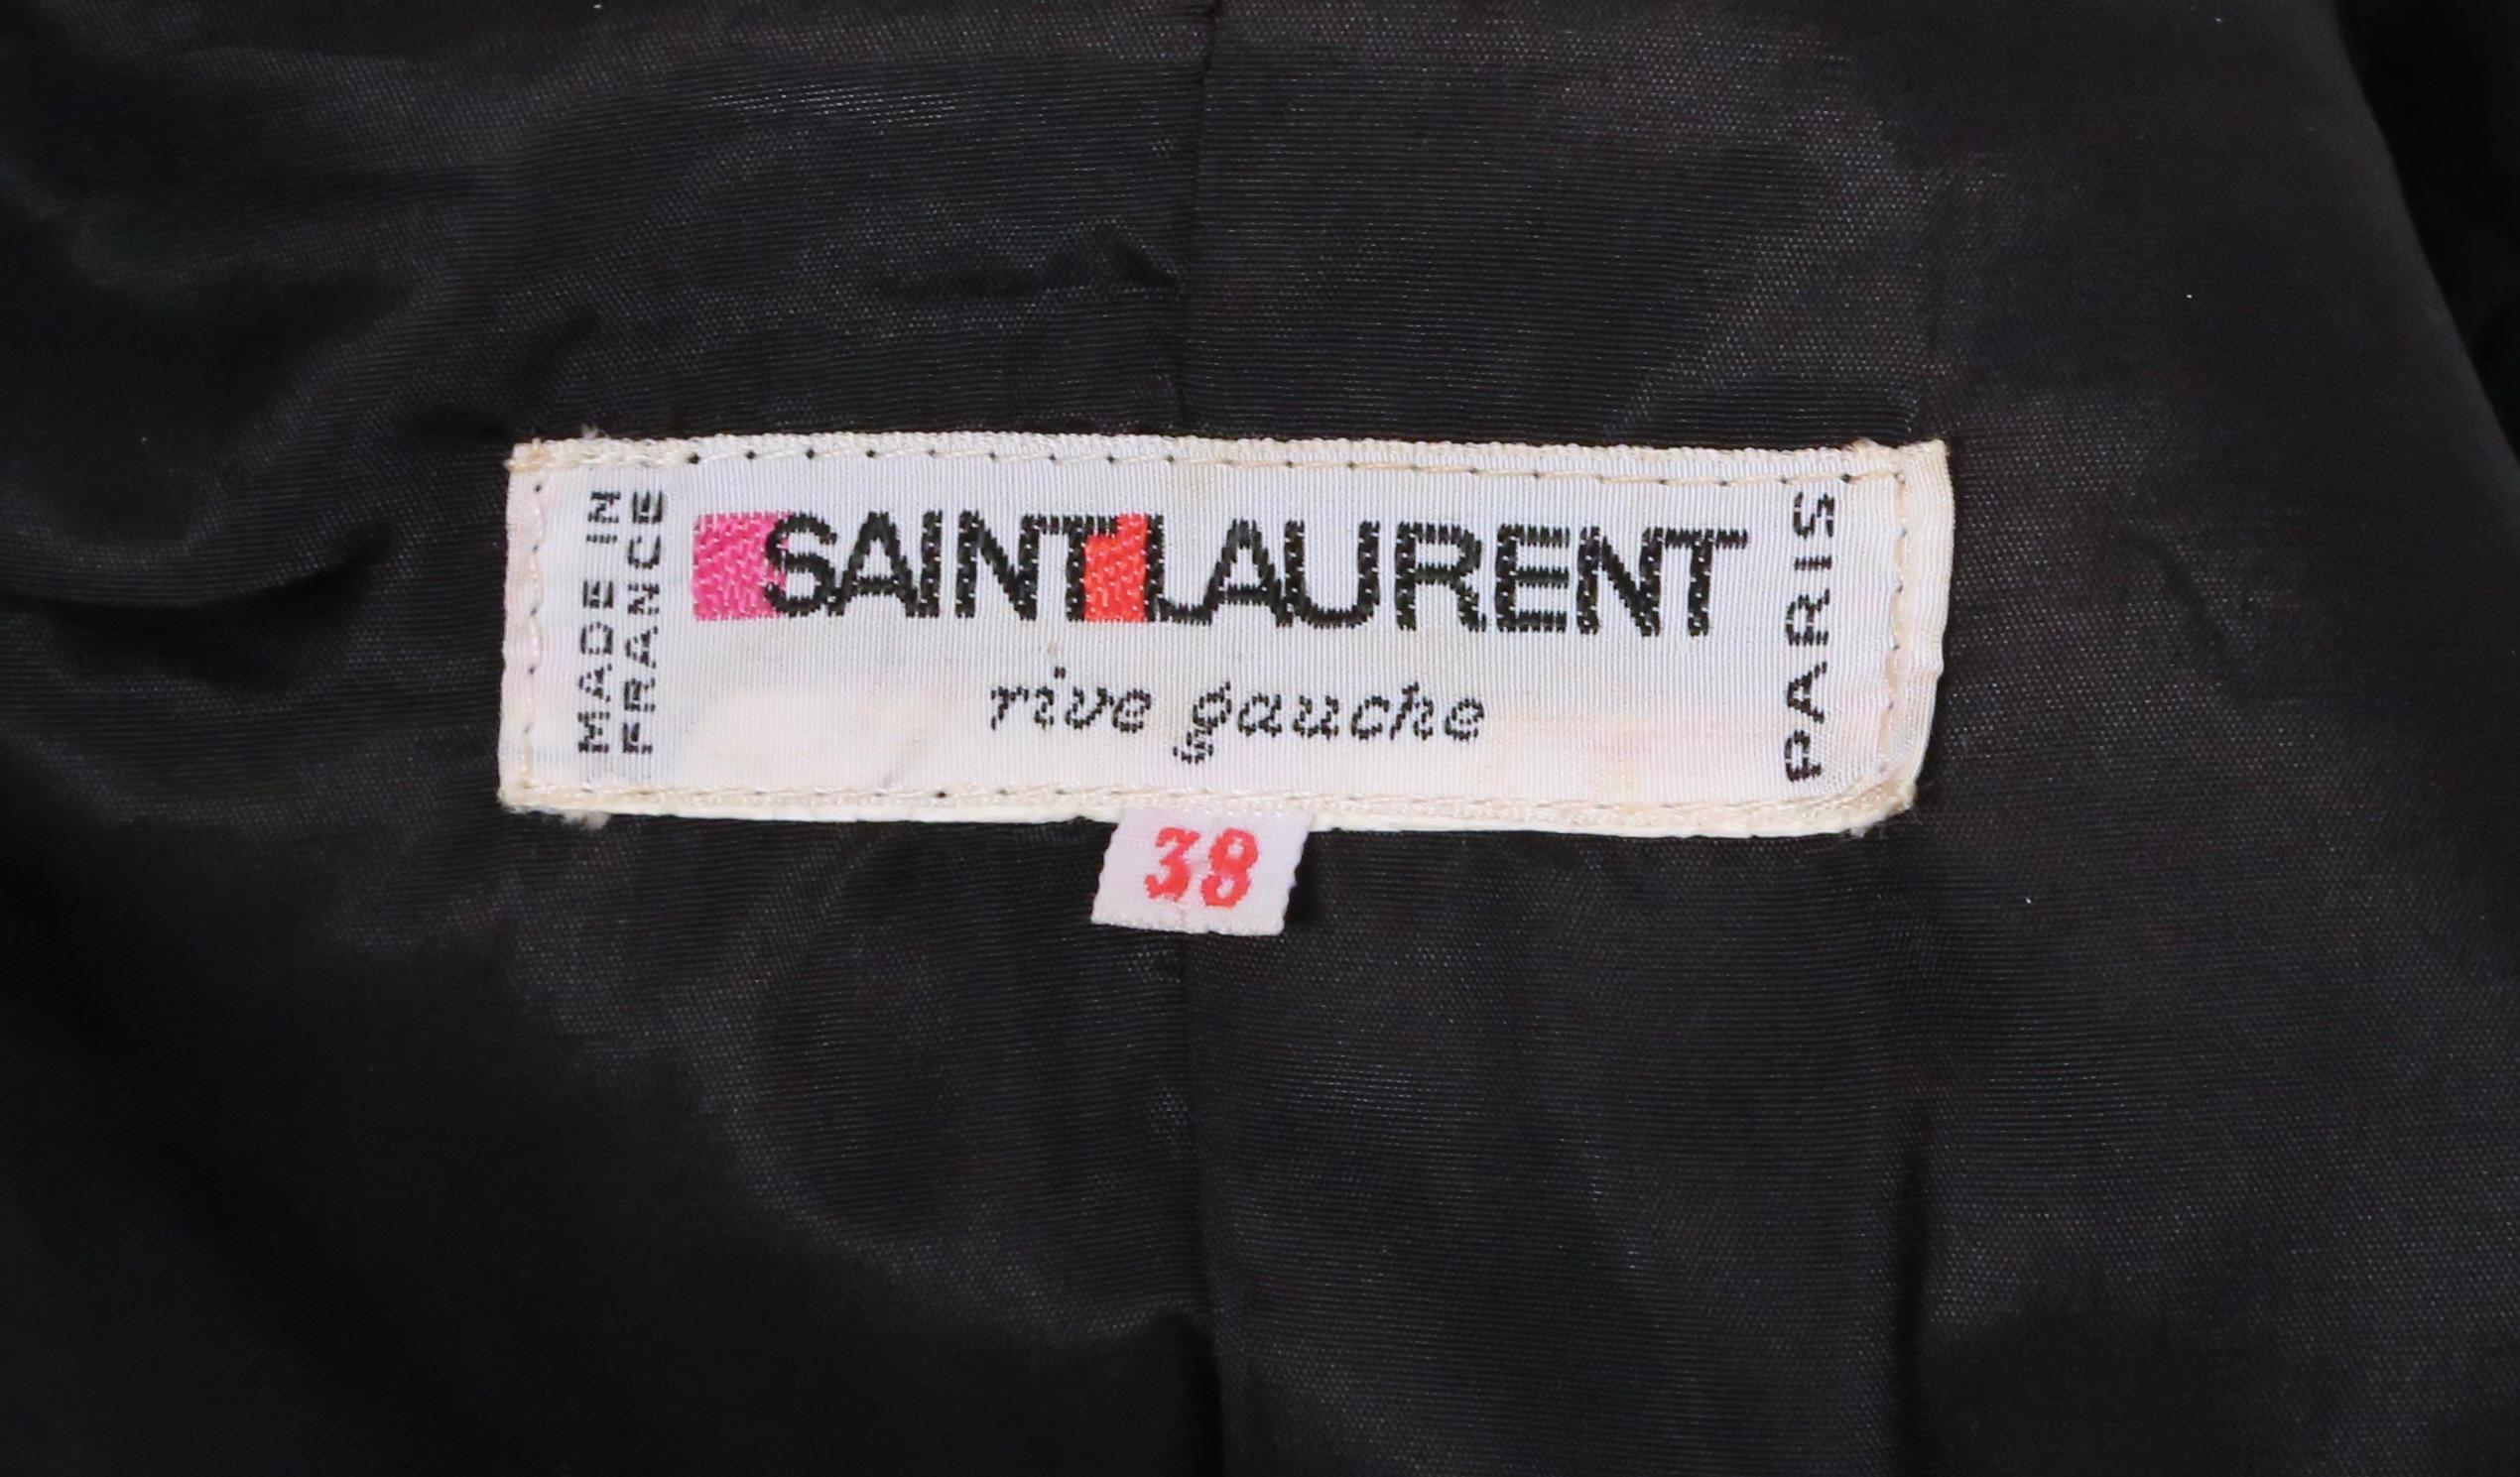 MADE IN
FRANCE
SAINT LAURENT
rive gauche
PARIS
38